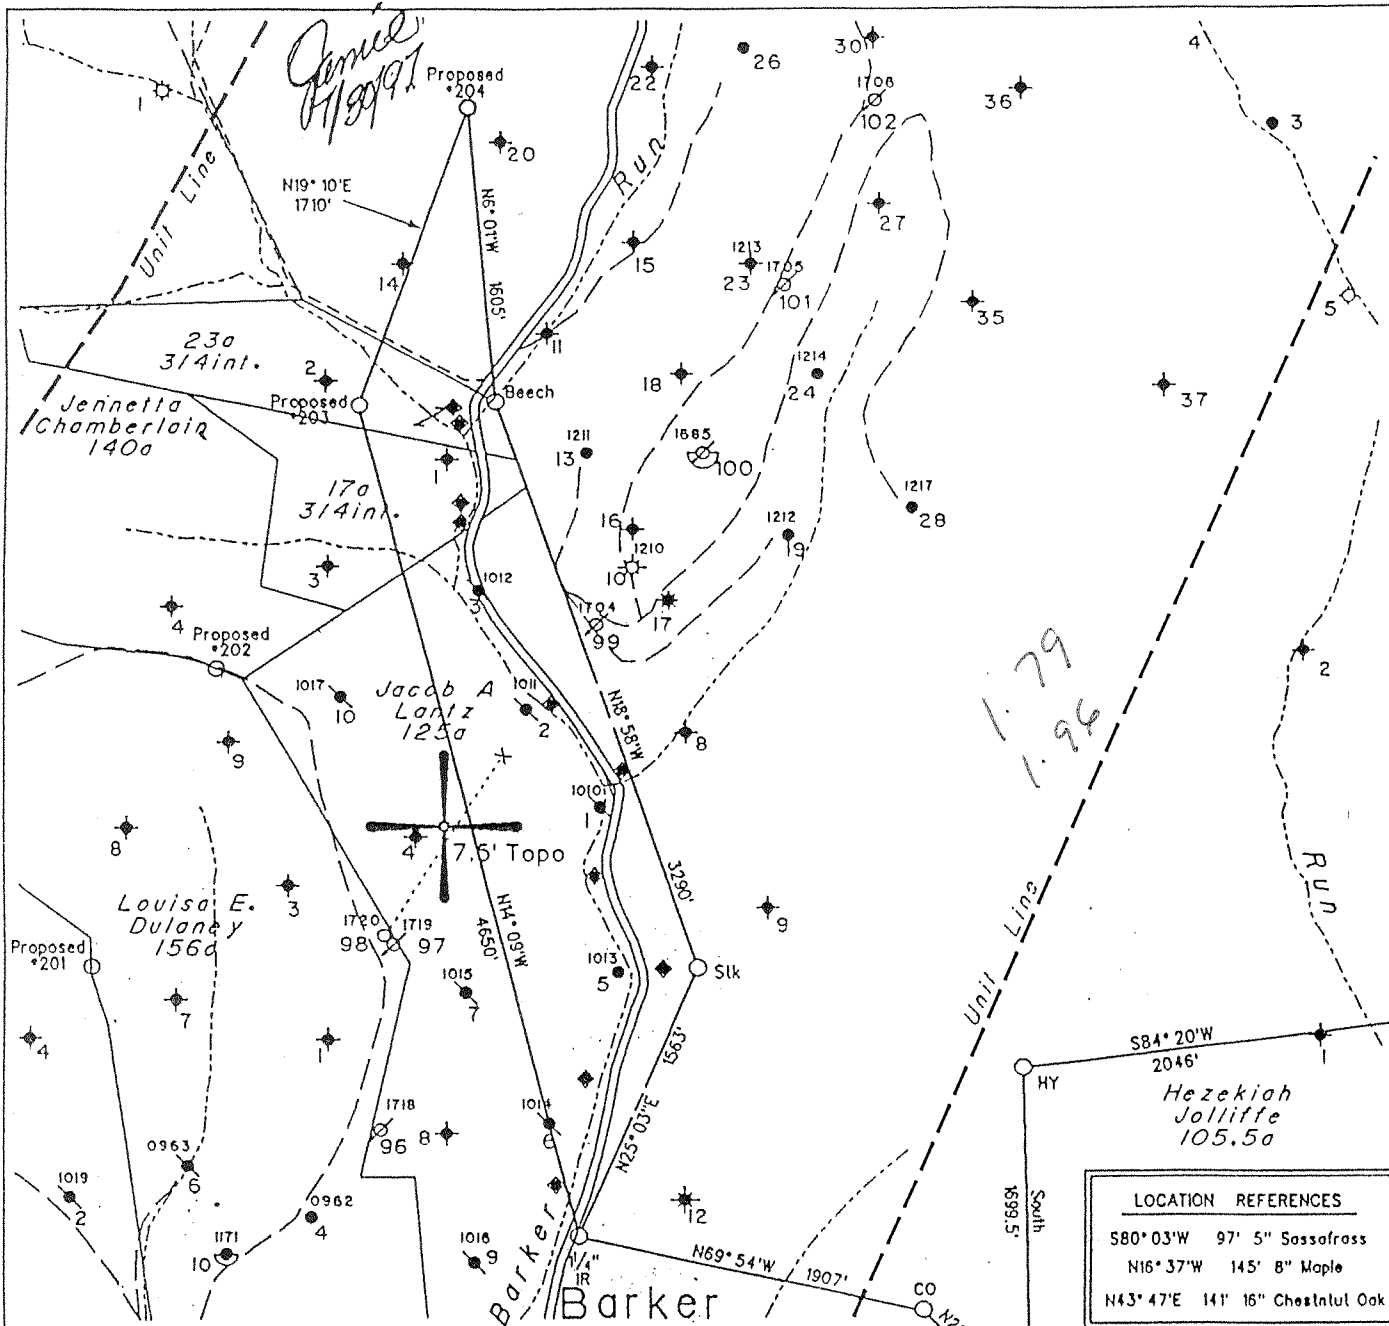 Jamie
7/30/97
Proposed
*204
22
26
30
4
1706
102
36
3
1
20
N19° 10'E
1710'
Unit Line
N6° 01'W 1605'
Run
15
14
1213
23
1705
101
27
35
5
11
23a
3/4int.
2
Proposed
*203
Beech
18
1214
24
37
Jennetta
Chamberlain
140a
1
1211
13
1685
100
17a
3/4int.
16
1210
10
1212
19
1217
28
3
4
1012
3
1704
99
17
Proposed
*202
1017
10
Jacob A
Lantz
125a
1011
2
N18° 58'W
8
1.79
1.96
2
9
1010
1
8
4
7.5' Topo
3290'
Louisa E.
Dulaney
156a
3
1720
98
1719
97
N14° 09'W
4650'
9
Run
Proposed
*201
7
1015
7
1013
5
Slk
Unit Line
4
1
1563'
N25° 03"E
S84° 20'W
2046'
1
HY
Hezekiah
Jolliffe
105.5a
1718
96
8
1014
6
0963
6
1019
2
0962
4
1171
10
1016
9
12
South
1699.5'
Barker
1/4"
IR
N69° 54'W 1907'
CO
N2
Barker
LOCATION REFERENCES
S80° 03'W 97' 5" Sassafrass
N16° 37'W 145' 8" Maple
N43° 47'E 141' 16" Chestntut Oak